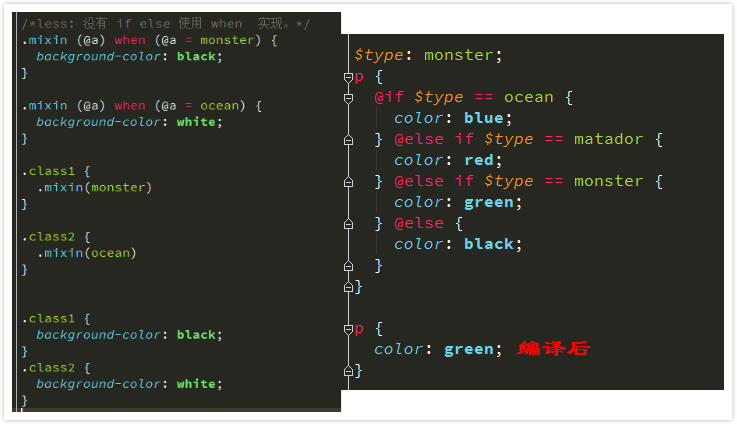 /*less: 没有 if else 使用 when  实现。*/
.mixin (@a) when (@a = monster) {
  background-color: black;
}
.mixin (@a) when (@a = ocean) {
  background-color: white;
}
.class1 {
  .mixin(monster)
}
.class2 {
  .mixin(ocean)
}
.class1 {
  background-color: black;
}
.class2 {
  background-color: white;
}
$type: monster;
p {
  @if $type == ocean {
    color: blue;
  } @else if $type == matador {
    color: red;
  } @else if $type == monster {
    color: green;
  } @else {
    color: black;
  }
}
p {
  color: green; 编译后
}